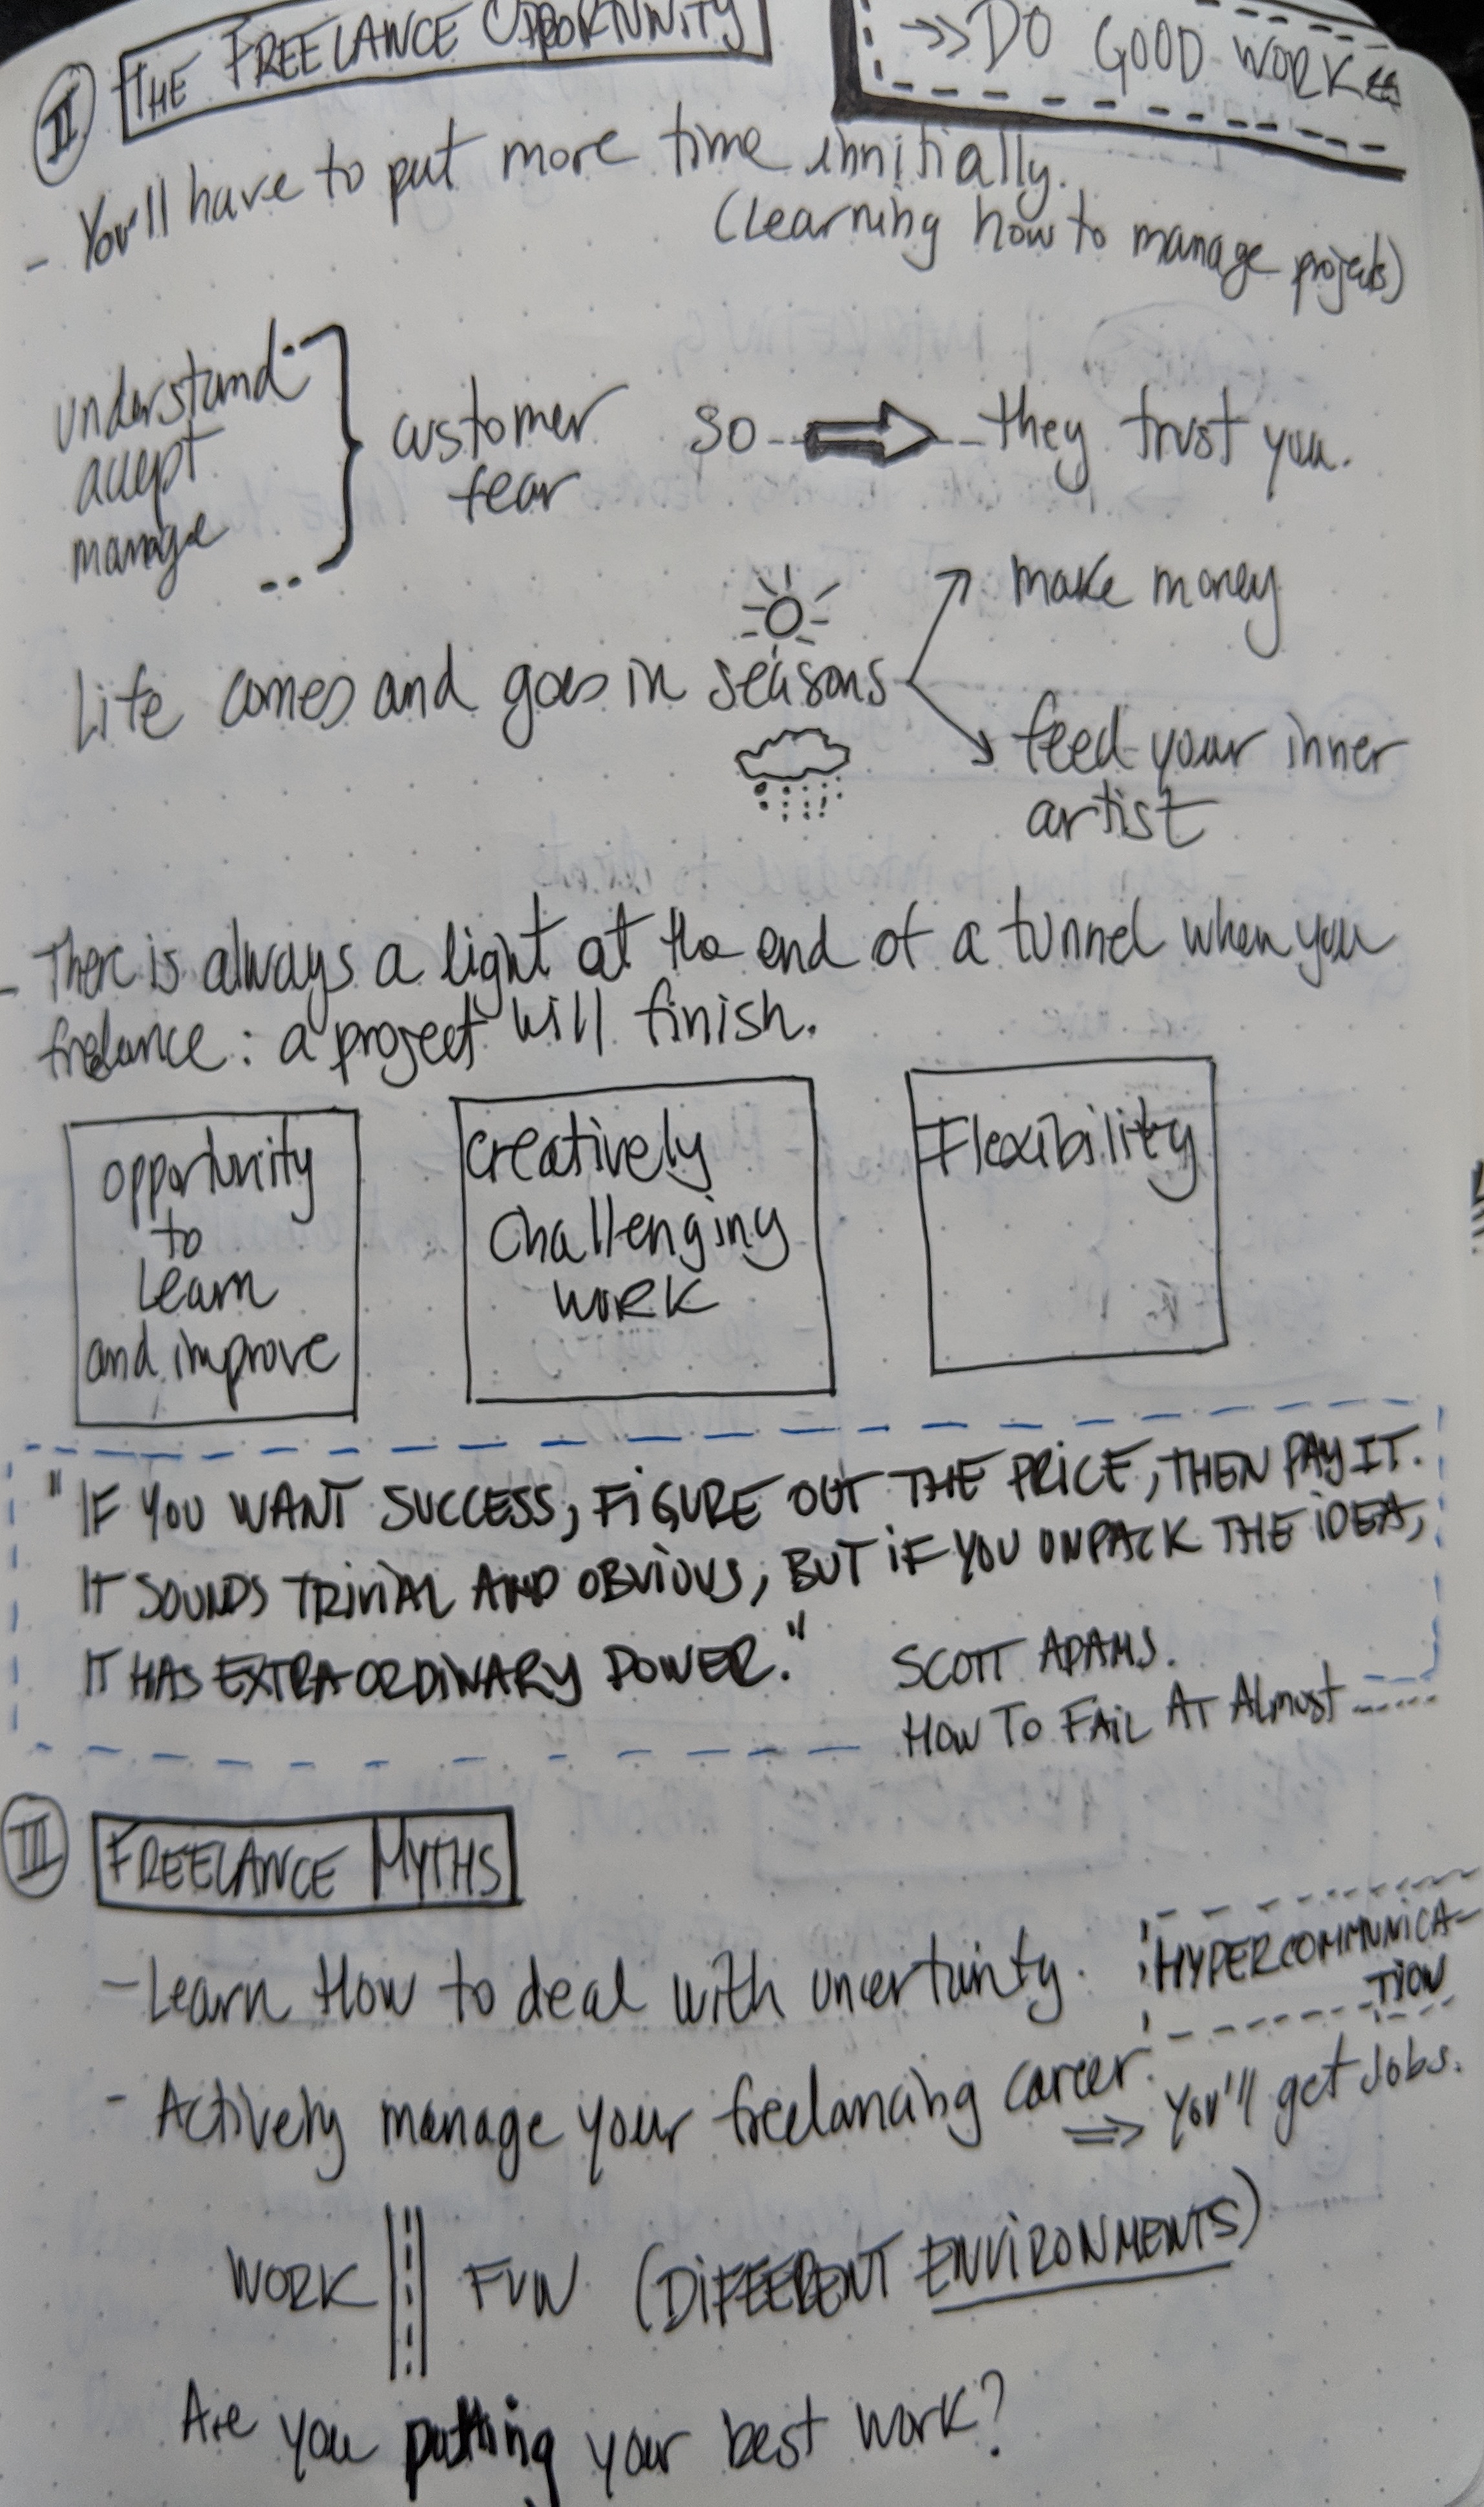 II THE FREELANCE OPPORTUNITY
→>> DO GOOD WORK <<
- You'll have to put more time innitially.
(learning how to manage projects)
understand
accept
manage
customer
fear
so
they trust you.
make money
Life comes and goes in seasons
feed your inner
artist
- There is always a light at the end of a tunnel when you
frelance: a project will finish.
opportunity
to
learn
and improve
creatively
challenging
work
Flexibility
"IF YOU WANT SUCCESS, FIGURE OUT THE PRICE, THEN PAY IT.
IT SOUNDS TRIVIAL AND OBVIOUS, BUT IF YOU UNPACK THE IDEA,
IT HAS EXTRAORDINARY POWER."
SCOTT ADAMS.
HOW TO FAIL AT Almost ......
III FREELANCE MYTHS
- Learn How to deal with uncertainty.
HYPERCOMMUNICA-
TION
- Actively manage your freelancing career.
⇒ You'll get Jobs.
WORK FUN (DIFFERENT ENVIRONMENTS)
Are you putting your best work?